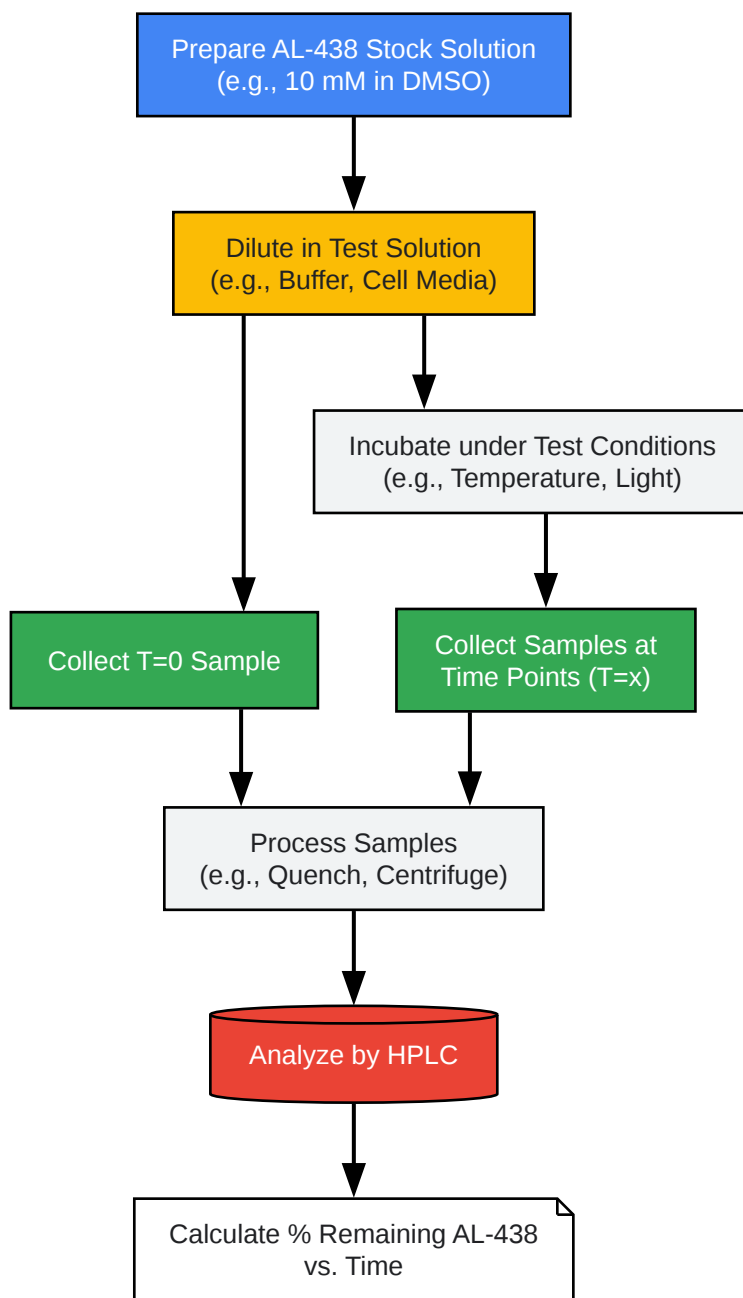 Prepare AL-438 Stock Solution
(e.g., 10 mM in DMSO)
Dilute in Test Solution
(e.g., Buffer, Cell Media)
Incubate under Test Conditions
(e.g., Temperature, Light)
Collect T=0 Sample
Collect Samples at
Time Points (T=x)
Process Samples
(e.g., Quench, Centrifuge)
Analyze by HPLC
Calculate % Remaining AL-438
vs. Time